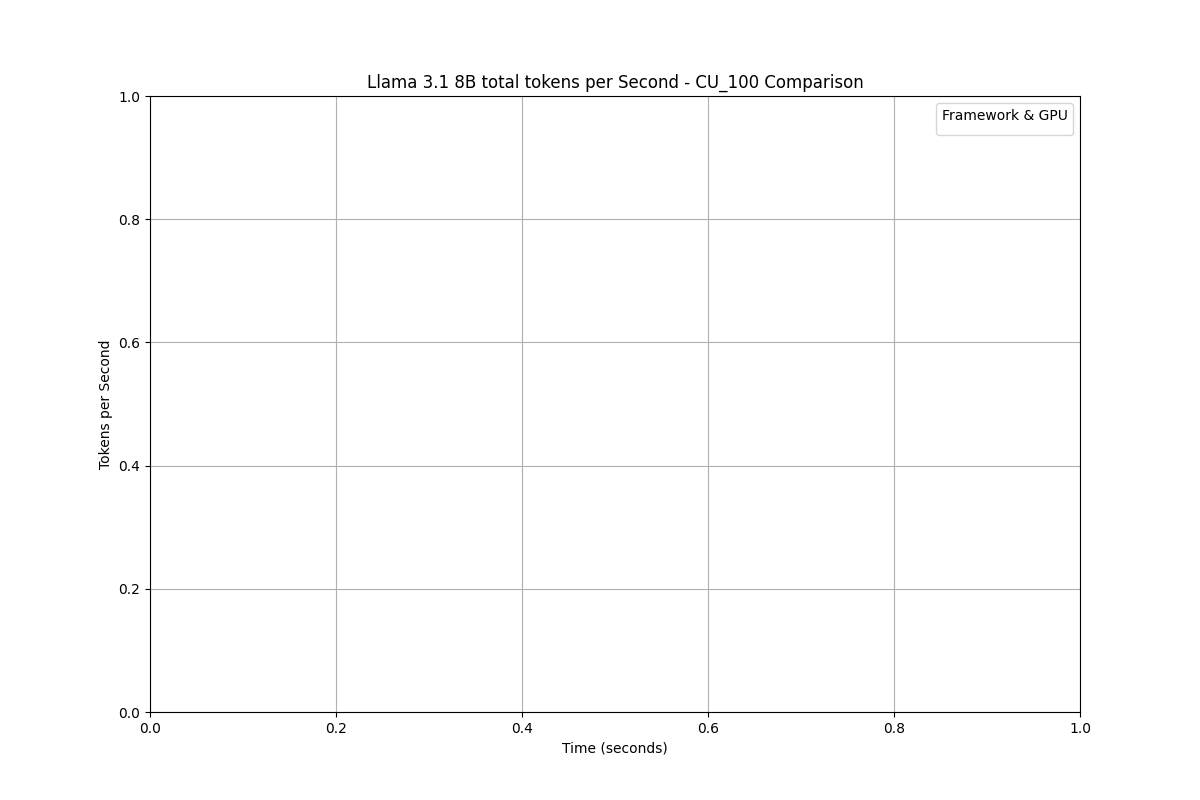 Llama 3.1 8B total tokens per Second - CU_100 Comparison
Framework & GPU
Tokens per Second
1.0
0.8
0.6
0.4
0.2
0.0
0.0 0.2 0.4 0.6 0.8 1.0
Time (seconds)